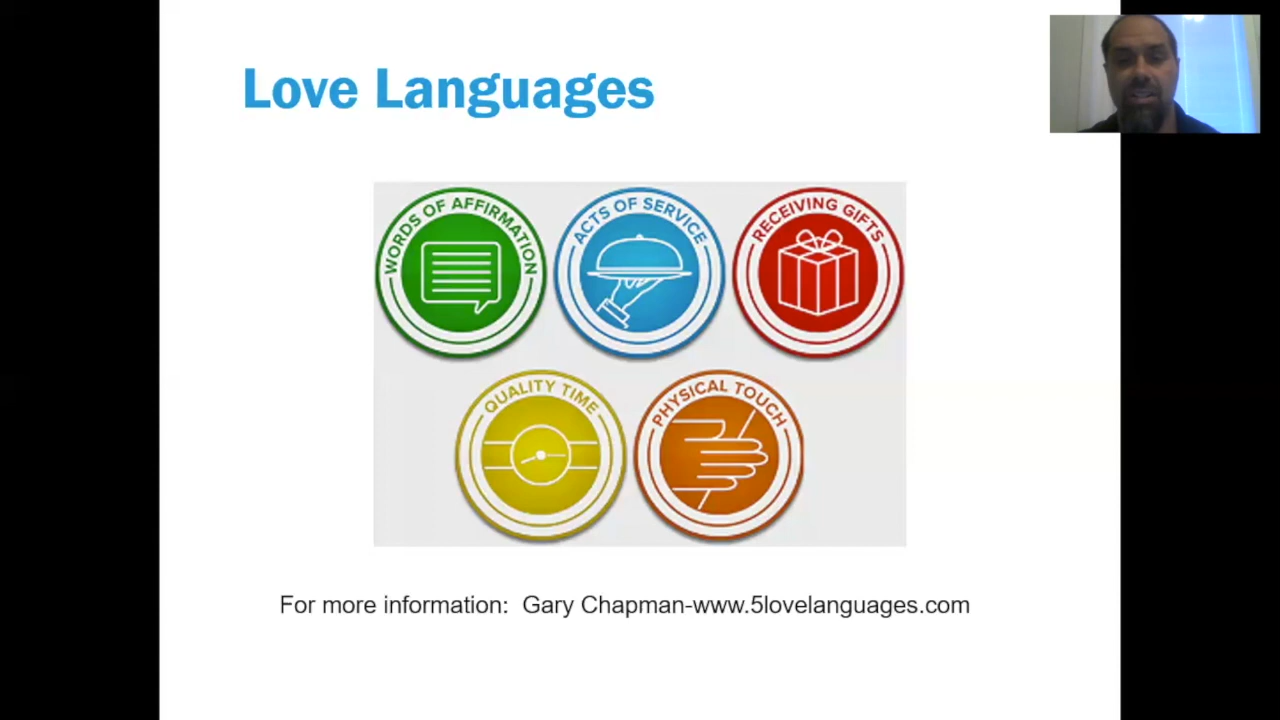 Love Languages
WORDS OF AFFIRMATION
ACTS OF SERVICE
RECEIVING GIFTS
QUALITY TIME
PHYSICAL TOUCH
For more information:  Gary Chapman-www.5lovelanguages.com